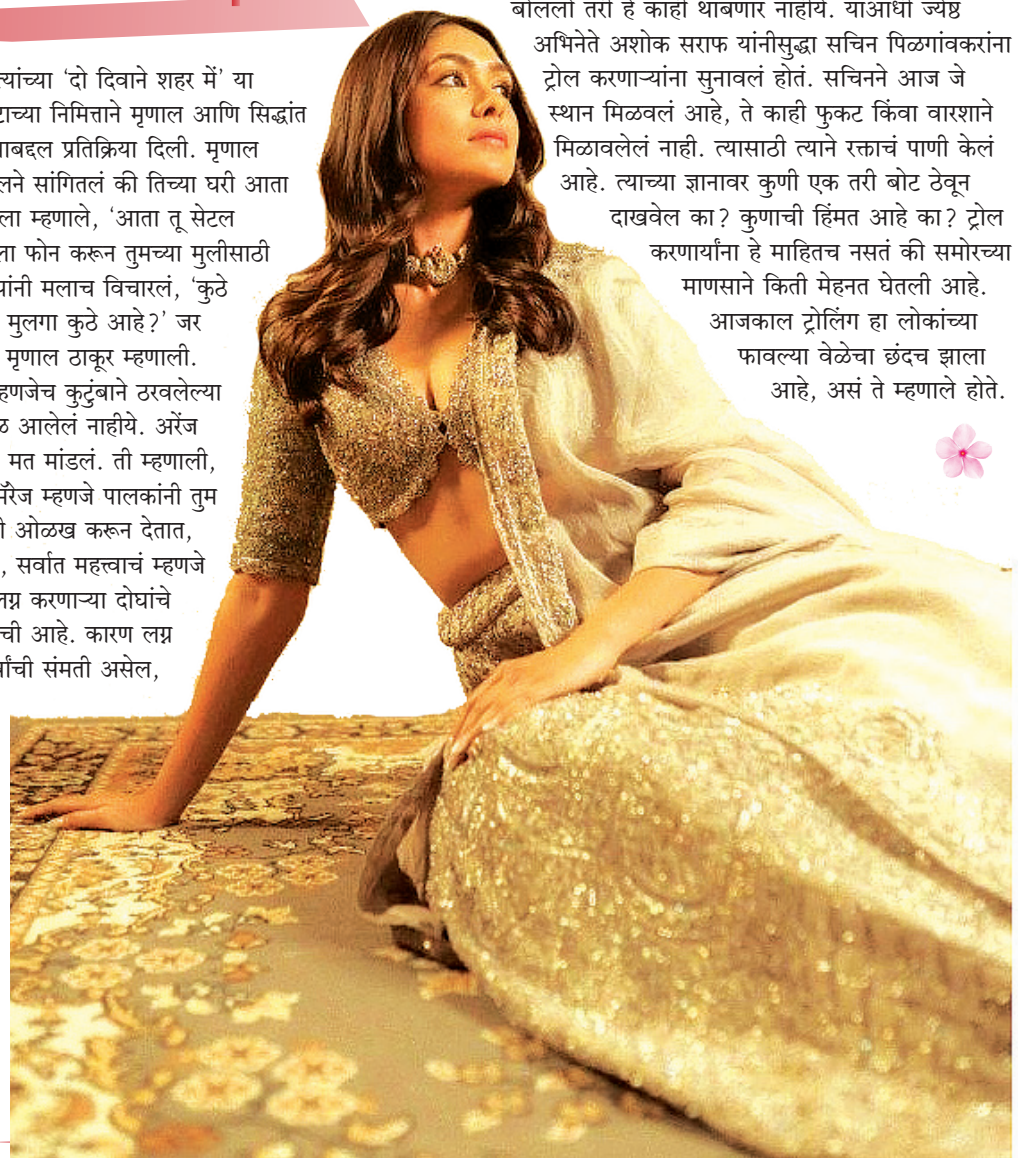 त्यांच्या ‘दो दिवाने शहर में’ या
टाच्या निमित्ताने मृणाल आणि सिद्धांत
ाबद्दल प्रतिक्रिया दिली. मृणाल
लने सांगितलं की तिच्या घरी आता
ला म्हणाले, ‘आता तू सेटल
ला फोन करून तुमच्या मुलीसाठी
यांनी मलाच विचारलं, ‘कुठे
मुलगा कुठे आहे?’ जर
मृणाल ठाकूर म्हणाली.
हणजेच कुटुंबाने ठरवलेल्या
ळ आलेलं नाहीये. अरेंज
मत मांडलं. ती म्हणाली,
मॅरेज म्हणजे पालकांनी तुम
ी ओळख करून देतात,
, सर्वात महत्त्वाचं म्हणजे
लग्न करणाऱ्या दोघांचे
ची आहे. कारण लग्न
र्वांची संमती असेल,
बोललो तरी हे काही थांबणार नाहीये. याआधी ज्येष्ठ
अभिनेते अशोक सराफ यांनीसुद्धा सचिन पिळगांवकरांना
ट्रोल करणाऱ्यांना सुनावलं होतं. सचिनने आज जे
स्थान मिळवलं आहे, ते काही फुकट किंवा वारशाने
मिळावलेलं नाही. त्यासाठी त्याने रक्ताचं पाणी केलं
आहे. त्याच्या ज्ञानावर कुणी एक तरी बोट ठेवून
दाखवेल का? कुणाची हिंमत आहे का? ट्रोल
करणार्यांना हे माहितच नसतं की समोरच्या
माणसाने किती मेहनत घेतली आहे.
आजकाल ट्रोलिंग हा लोकांच्या
फावल्या वेळेचा छंदच झाला
आहे, असं ते म्हणाले होते.